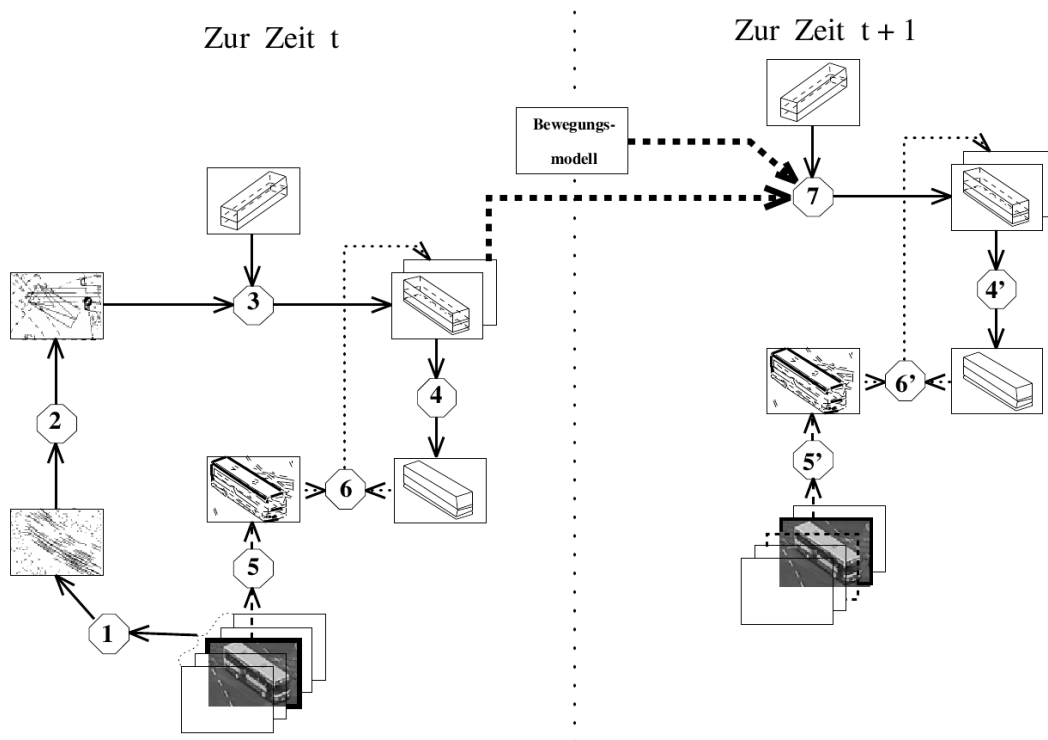 Zur Zeit t
Zur Zeit t + 1
Bewegungs-
modell
7
3
4'
2
4
6'
5'
6
5
1